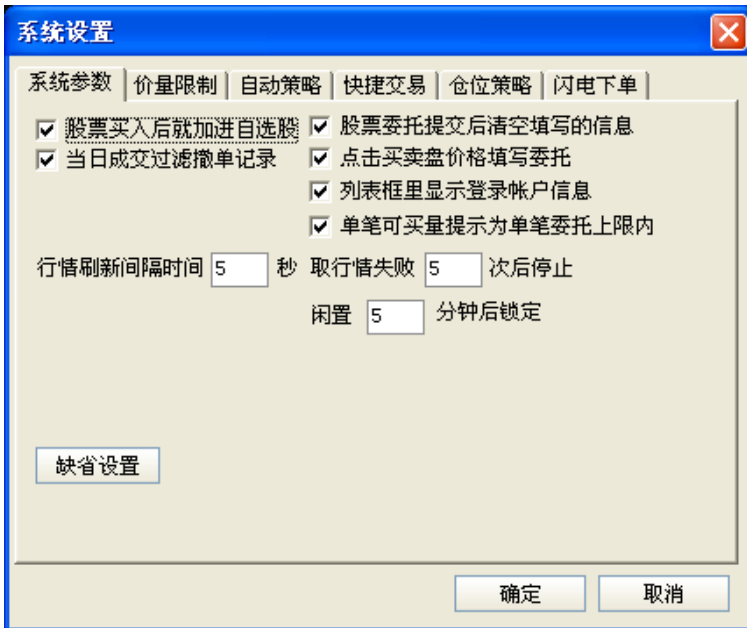 系统设置
系统参数 价量限制 自动策略 快捷交易 仓位策略 闪电下单
股票买入后就加进自选股 股票委托提交后清空填写的信息
当日成交过滤撤单记录 点击买卖盘价格填写委托
列表框里显示登录帐户信息
单笔可买量提示为单笔委托上限内
行情刷新间隔时间 5 秒 取行情失败 5 次后停止
闲置 5 分钟后锁定
缺省设置
确定 取消